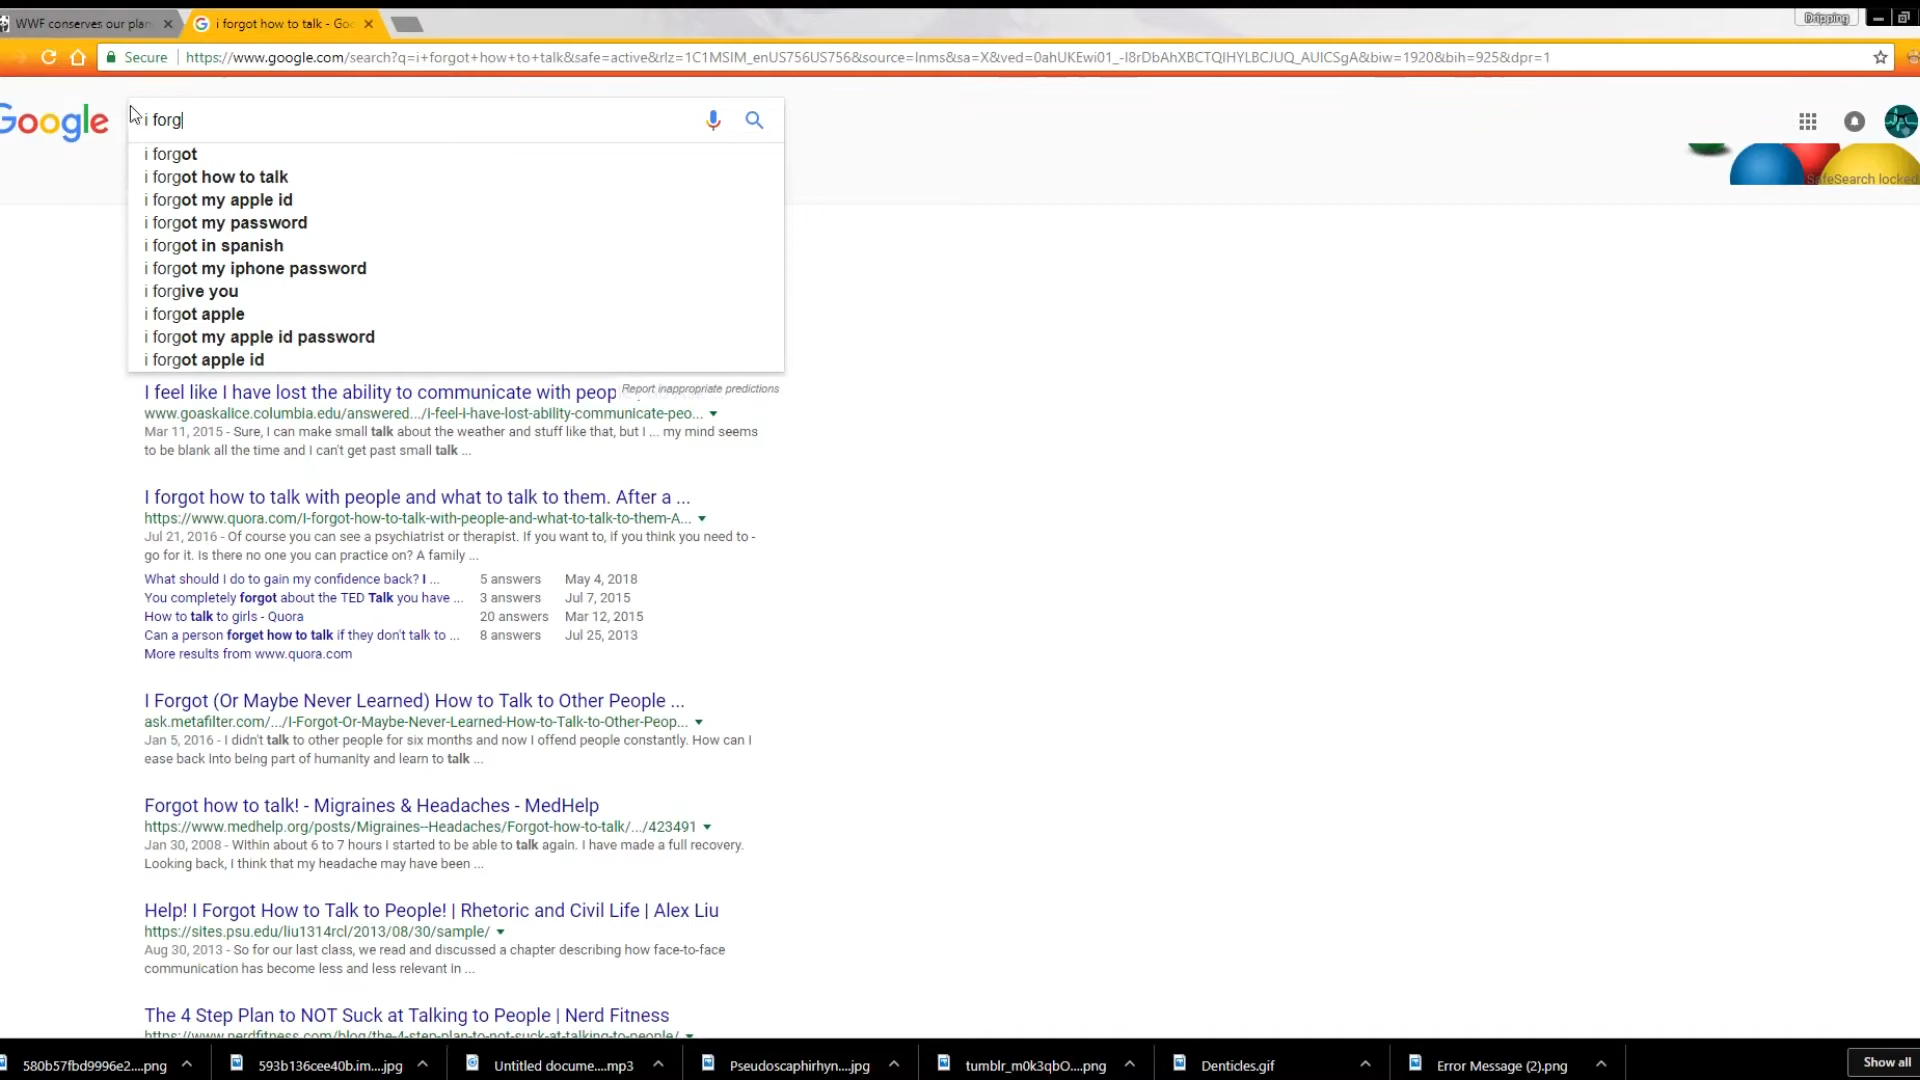 WWF conserves our plan
i forgot how to talk - Goo
Dripping
Secure
https://www.google.com/search?q=i+forgot+how+to+talk&safe=active&rlz=1C1MSIM_enUS756US756&source=lnms&sa=X&ved=0ahUKEwi01_-I8rDbAhXBCTQIHYLBCJUQ_AUICSgA&biw=1920&bih=925&dpr=1
Google
i forg
i forgot
i forgot how to talk
i forgot my apple id
i forgot my password
i forgot in spanish
i forgot my iphone password
i forgive you
i forgot apple
i forgot my apple id password
i forgot apple id
SafeSearch locked
Report inappropriate predictions
I feel like I have lost the ability to communicate with peop
www.goaskalice.columbia.edu/answered.../i-feel-i-have-lost-ability-communicate-peo...
Mar 11, 2015 - Sure, I can make small talk about the weather and stuff like that, but I ... my mind seems
to be blank all the time and I can't get past small talk ...
I forgot how to talk with people and what to talk to them. After a ...
https://www.quora.com/I-forgot-how-to-talk-with-people-and-what-to-talk-to-them-A...
Jul 21, 2016 - Of course you can see a psychiatrist or therapist. If you want to, if you think you need to -
go for it. Is there no one you can practice on? A family ...
What should I do to gain my confidence back? I ... 5 answers May 4, 2018
You completely forgot about the TED Talk you have ... 3 answers Jul 7, 2015
How to talk to girls - Quora 20 answers Mar 12, 2015
Can a person forget how to talk if they don't talk to ... 8 answers Jul 25, 2013
More results from www.quora.com
I Forgot (Or Maybe Never Learned) How to Talk to Other People ...
ask.metafilter.com/.../I-Forgot-Or-Maybe-Never-Learned-How-to-Talk-to-Other-Peop...
Jan 5, 2016 - I didn't talk to other people for six months and now I offend people constantly. How can I
ease back into being part of humanity and learn to talk ...
Forgot how to talk! - Migraines & Headaches - MedHelp
https://www.medhelp.org/posts/Migraines--Headaches/Forgot-how-to-talk/.../423491
Jan 30, 2008 - Within about 6 to 7 hours I started to be able to talk again. I have made a full recovery.
Looking back, I think that my headache may have been ...
Help! I Forgot How to Talk to People! | Rhetoric and Civil Life | Alex Liu
https://sites.psu.edu/liu1314rcl/2013/08/30/sample/
Aug 30, 2013 - So for our last class, we read and discussed a chapter describing how face-to-face
communication has become less and less relevant in ...
The 4 Step Plan to NOT Suck at Talking to People | Nerd Fitness
https://www.nerdfitness.com/blog/the-4-step-plan-to-not-suck-at-talking-to-people/
580b57fbd9996e2....png
593b136cee40b.im....jpg
Untitled docume....mp3
Pseudoscaphirhyn....jpg
tumblr_m0k3qbO....png
Denticles.gif
Error Message (2).png
Show all